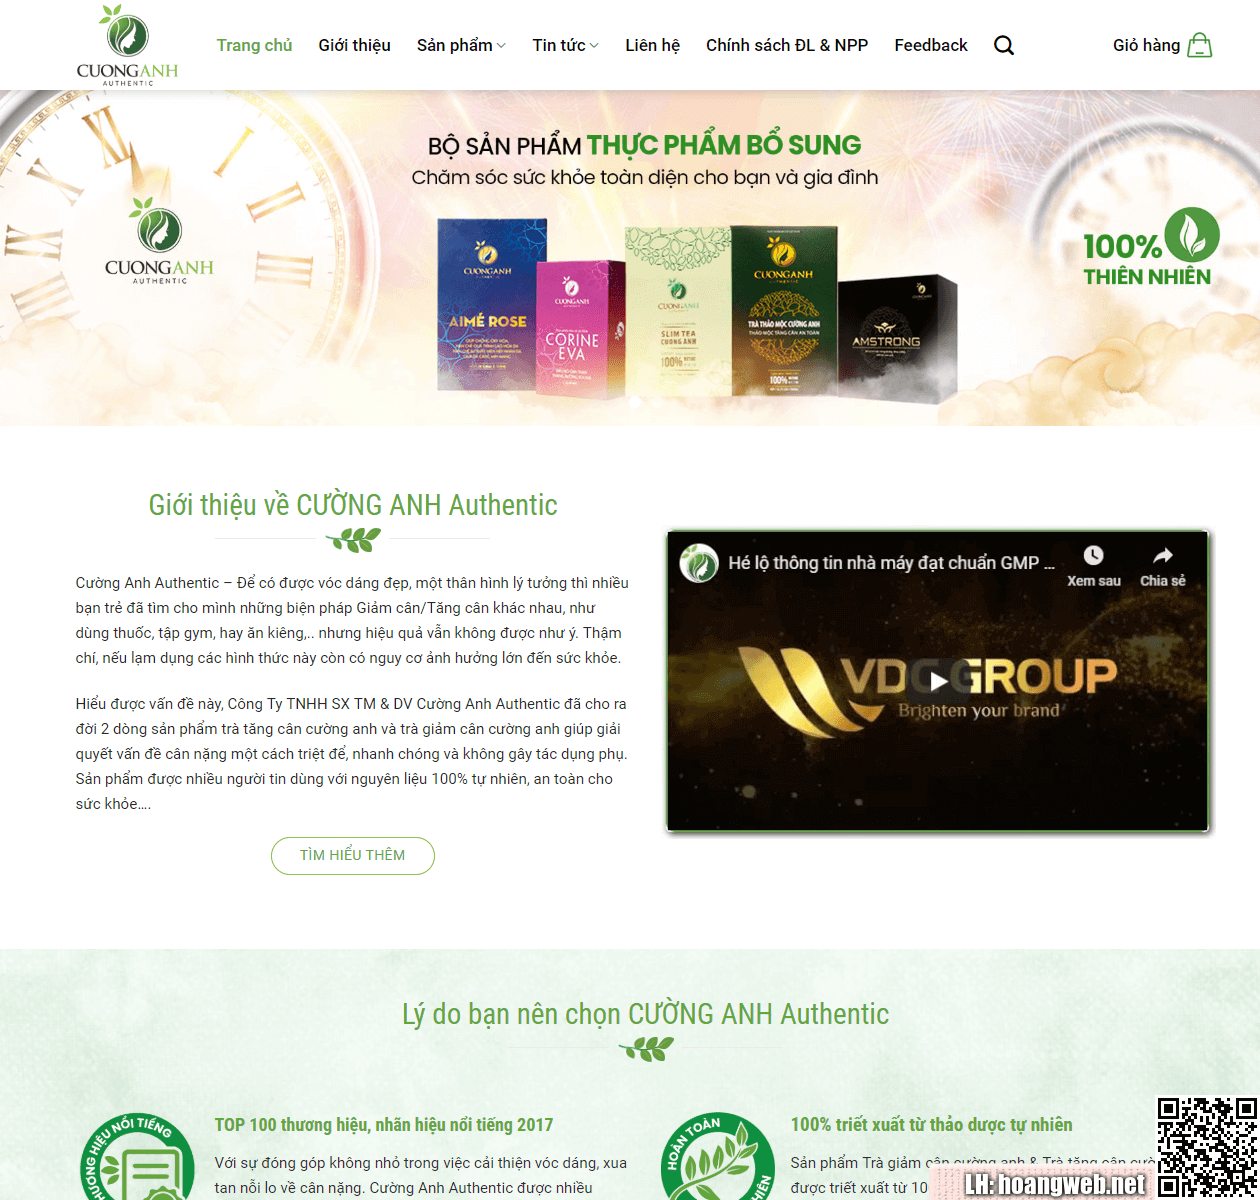 CUONGANH
AUTHENTIC
Trang chủ
Giới thiệu
Sản phẩm
Tin tức
Liên hệ
Chính sách ĐL & NPP
Feedback
Giỏ hàng
BỘ SẢN PHẨM THỰC PHẨM BỔ SUNG
Chăm sóc sức khỏe toàn diện cho bạn và gia đình
CUONGANH
AUTHENTIC
100%
THIÊN NHIÊN
CUONGANH
AIMÉ ROSE
CUONGANH
CORINE
EVA
CUONGANH
SLIM TEA
CUONG ANH
100%
CUONGANH
TRÀ THẢO MỘC CƯỜNG ANH
THẢO MỘC TĂNG CÂN AN TOÀN
100%
CUONGANH
AMSTRONG
Giới thiệu về CƯỜNG ANH Authentic
Cường Anh Authentic – Để có được vóc dáng đẹp, một thân hình lý tưởng thì nhiều
bạn trẻ đã tìm cho mình những biện pháp Giảm cân/Tăng cân khác nhau, như
dùng thuốc, tập gym, hay ăn kiêng,.. nhưng hiệu quả vẫn không được như ý. Thậm
chí, nếu lạm dụng các hình thức này còn có nguy cơ ảnh hưởng lớn đến sức khỏe.
Hiểu được vấn đề này, Công Ty TNHH SX TM & DV Cường Anh Authentic đã cho ra
đời 2 dòng sản phẩm trà tăng cân cường anh và trà giảm cân cường anh giúp giải
quyết vấn đề cân nặng một cách triệt để, nhanh chóng và không gây tác dụng phụ.
Sản phẩm được nhiều người tin dùng với nguyên liệu 100% tự nhiên, an toàn cho
sức khỏe….
TÌM HIỂU THÊM
Hé lộ thông tin nhà máy đạt chuẩn GMP ...
Xem sau
Chia sẻ
VDC GROUP
Brighten your brand
Lý do bạn nên chọn CƯỜNG ANH Authentic
THƯƠNG HIỆU NỔI TIẾNG
TOP 100 thương hiệu, nhãn hiệu nổi tiếng 2017
Với sự đóng góp không nhỏ trong việc cải thiện vóc dáng, xua
tan nỗi lo về cân nặng. Cường Anh Authentic được nhiều
HOÀN TOÀN
100% triết xuất từ thảo dược tự nhiên
Sản phẩm Trà giảm cân cường anh & Trà tăng cân cườ
được triết xuất từ 10
LH: hoangweb.net